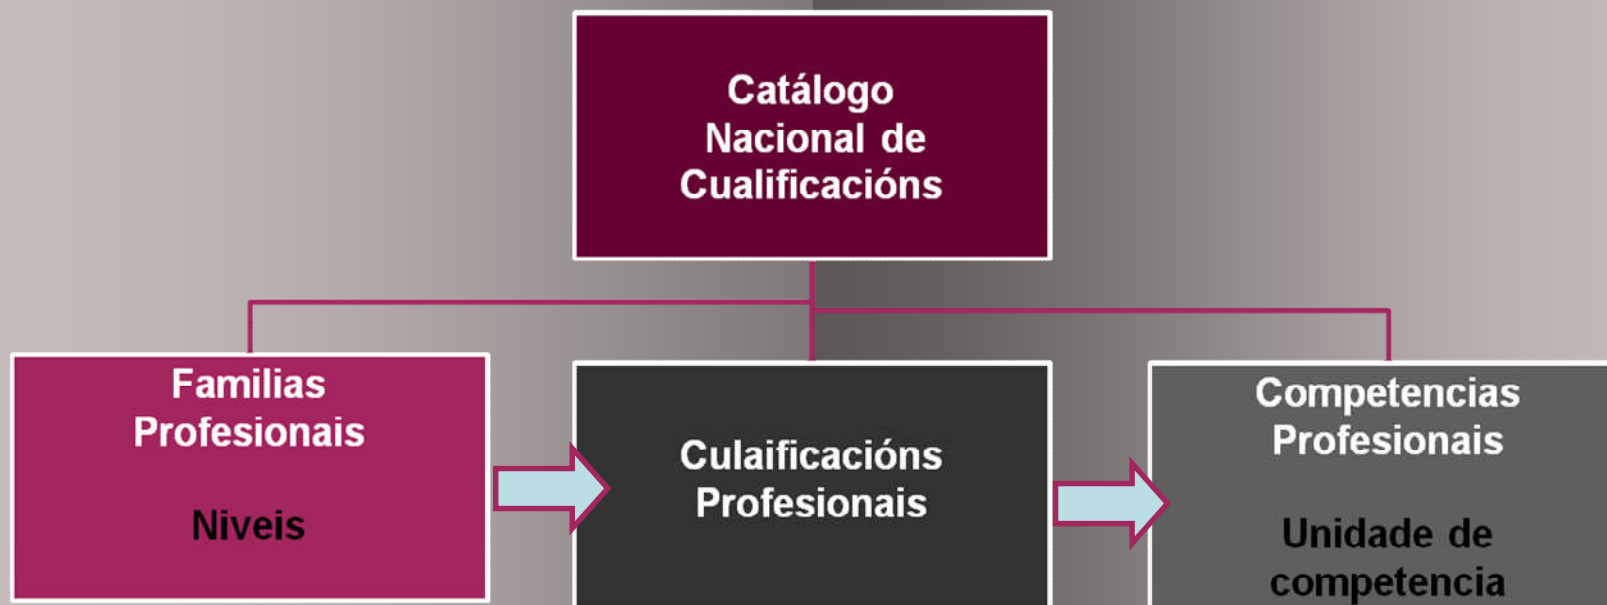 Catálogo
Nacional de
Cualificacións
Familias
Profesionais
Niveis
Culaificacións
Profesionais
Competencias
Profesionais
Unidade de
competencia